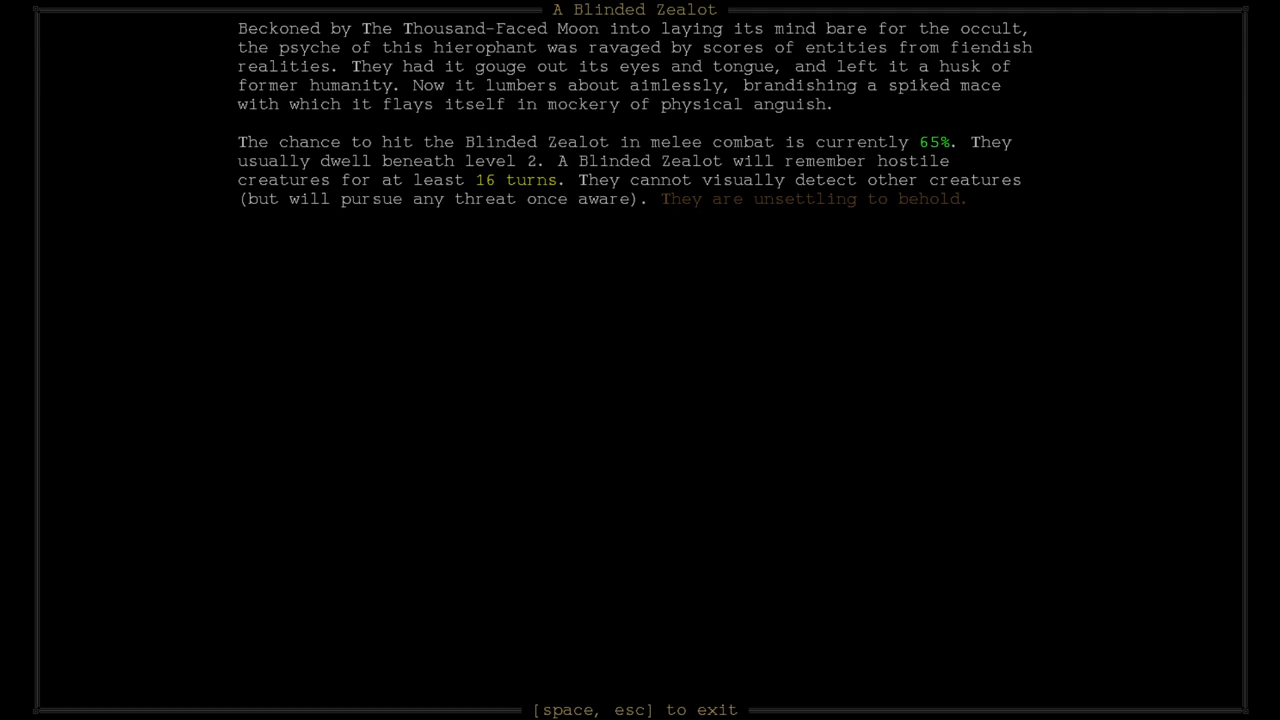 A Blinded Zealot
Beckoned by The Thousand-Faced Moon into laying its mind bare for the occult,
the psyche of this hierophant was ravaged by scores of entities from fiendish
realities. They had it gouge out its eyes and tongue, and left it a husk of
former humanity. Now it lumbers about aimlessly, brandishing a spiked mace
with which it flays itself in mockery of physical anguish.
The chance to hit the Blinded Zealot in melee combat is currently 65%. They
usually dwell beneath level 2. A Blinded Zealot will remember hostile
creatures for at least 16 turns. They cannot visually detect other creatures
(but will pursue any threat once aware). They are unsettling to behold.
[space, esc] to exit